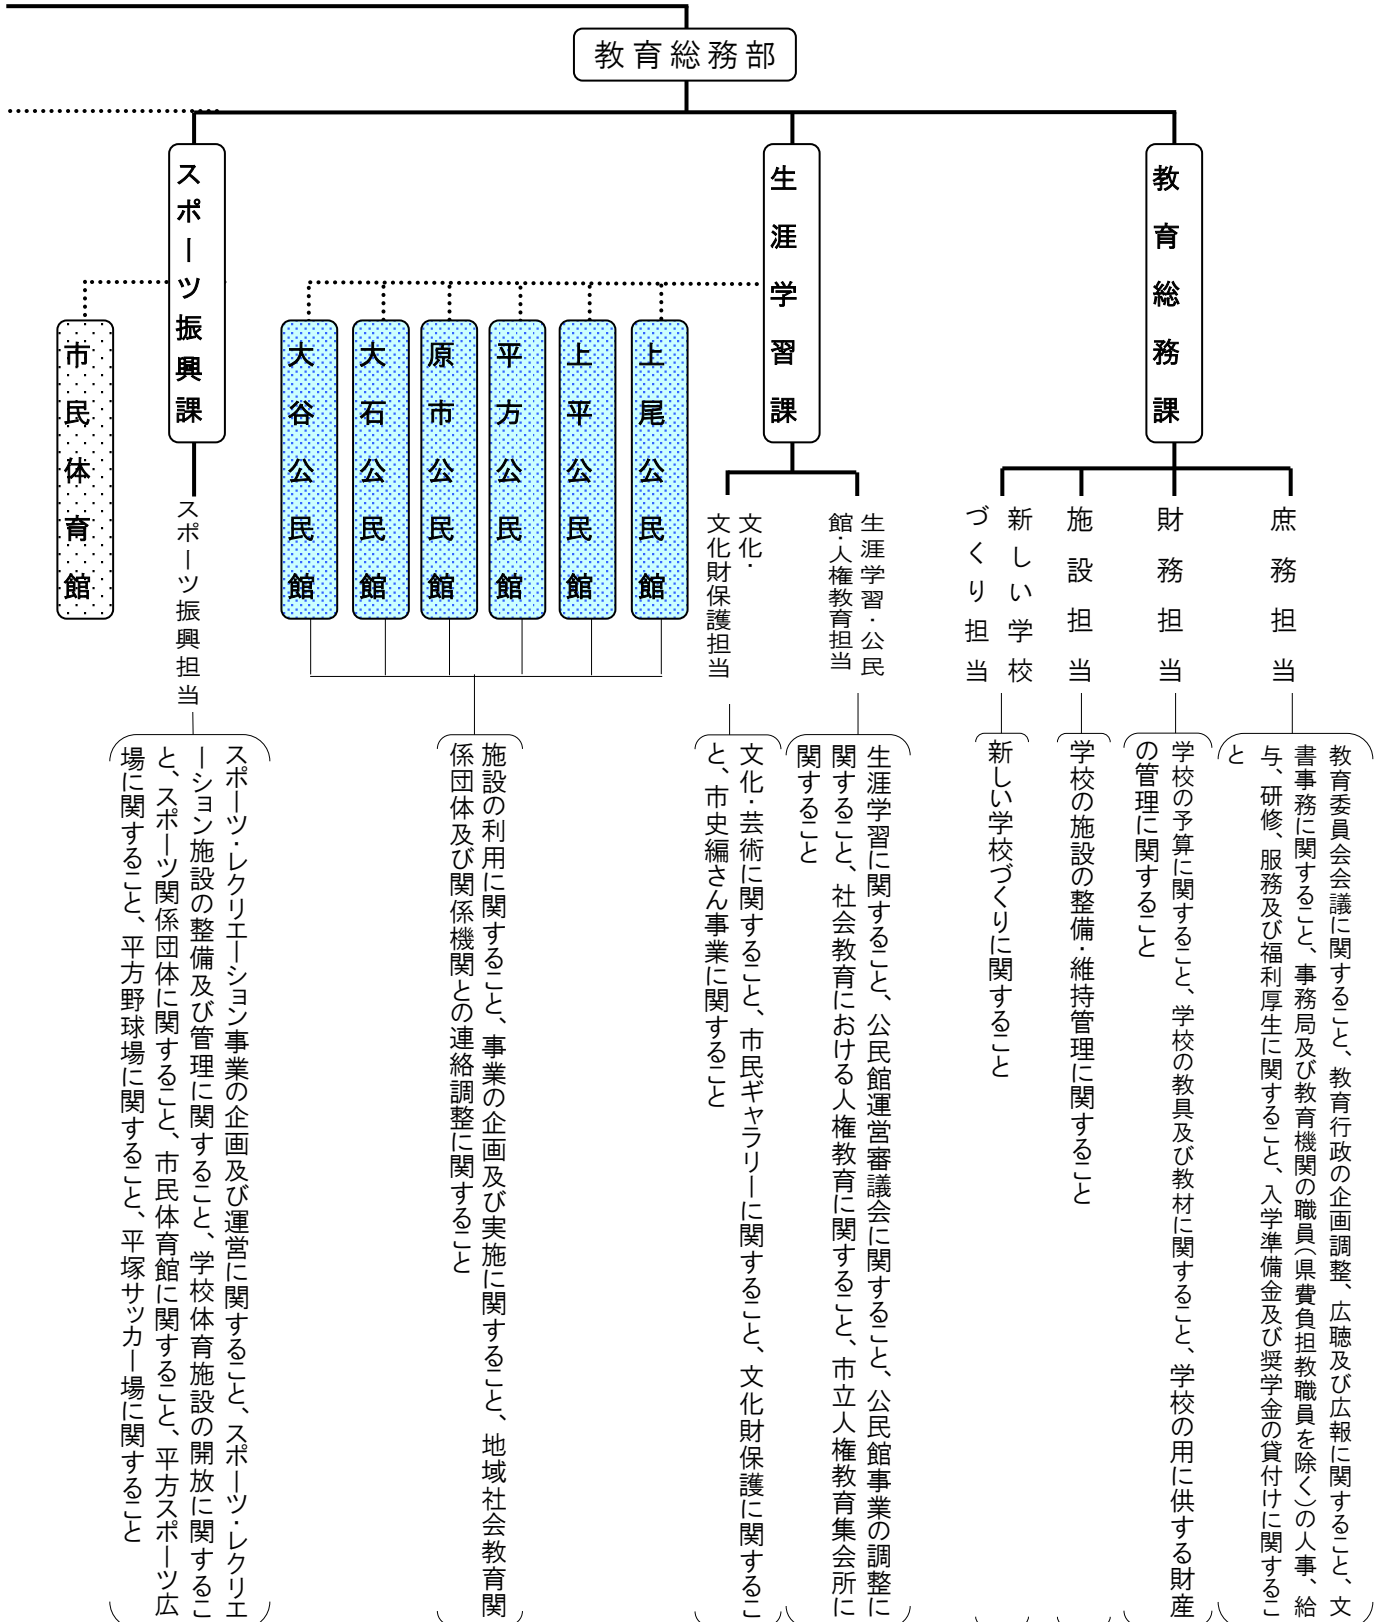 教育総務部
教育総務課
庶務担当
教育委員会会議に関すること、教育行政の企画調整、広聴及び広報に関すること、文
書事務に関すること、事務局及び教育機関の職員（県費負担教職員を除く）の人事、給
与、研修、服務及び福利厚生に関すること、入学準備金及び奨学金の貸付けに関するこ
と
財務担当
学校の予算に関すること、学校の教具及び教材に関すること、学校の用に供する財産
の管理に関すること
施設担当
学校の施設の整備・維持管理に関すること
新しい学校
づくり担当
新しい学校づくりに関すること
生涯学習課
生涯学習・公民
館・人権教育担当
生涯学習に関すること、公民館運営審議会に関すること、公民館事業の調整に
関すること、社会教育における人権教育に関すること、市立人権教育集会所に
関すること
文化・
文化財保護担当
文化・芸術に関すること、市民ギャラリーに関すること、文化財保護に関するこ
と、市史編さん事業に関すること
上尾公民館
上平公民館
平方公民館
原市公民館
大石公民館
大谷公民館
施設の利用に関すること、事業の企画及び実施に関すること、地域社会教育関
係団体及び関係機関との連絡調整に関すること
スポーツ振興課
スポーツ振興担当
スポーツ・レクリエーション事業の企画及び運営に関すること、スポーツ・レクリエ
ーション施設の整備及び管理に関すること、学校体育施設の開放に関するこ
と、スポーツ関係団体に関すること、市民体育館に関すること、平方スポーツ広
場に関すること、平方野球場に関すること、平塚サッカー場に関すること
市民体育館